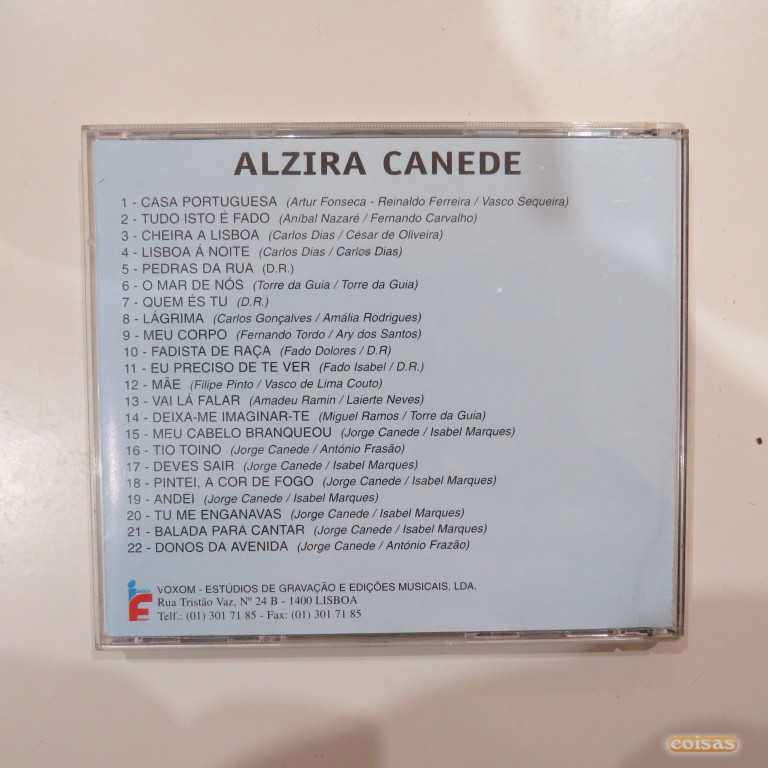 ALZIRA CANEDE
1 - CASA PORTUGUESA (Artur Fonseca - Reinaldo Ferreira / Vasco Sequeira)
2 - TUDO ISTO É FADO (Aníbal Nazaré / Fernando Carvalho)
3 - CHEIRA A LISBOA (Carlos Dias / César de Oliveira)
4 - LISBOA Á NOITE (Carlos Dias / Carlos Dias)
5 - PEDRAS DA RUA (D.R.)
6 - O MAR DE NÓS (Torre da Guia / Torre da Guia)
7 - QUEM ÉS TU (D.R.)
8 - LÁGRIMA (Carlos Gonçalves / Amália Rodrigues)
9 - MEU CORPO (Fernando Tordo / Ary dos Santos)
10 - FADISTA DE RAÇA (Fado Dolores / D.R)
11 - EU PRECISO DE TE VER (Fado Isabel / D.R.)
12 - MÃE (Filipe Pinto / Vasco de Lima Couto)
13 - VAI LÁ FALAR (Amadeu Ramin / Laierte Neves)
14 - DEIXA-ME IMAGINAR-TE (Miguel Ramos / Torre da Guia)
15 - MEU CABELO BRANQUEOU (Jorge Canede / Isabel Marques)
16 - TIO TOINO (Jorge Canede / António Frasão)
17 - DEVES SAIR (Jorge Canede / Isabel Marques)
18 - PINTEI, A COR DE FOGO (Jorge Canede / Isabel Marques)
19 - ANDEI (Jorge Canede / Isabel Marques)
20 - TU ME ENGANAVAS (Jorge Canede / Isabel Marques)
21 - BALADA PARA CANTAR (Jorge Canede / Isabel Marques)
22 - DONOS DA AVENIDA (Jorge Canede / António Frazão)
VOXOM - ESTÚDIOS DE GRAVAÇÃO E EDIÇÕES MUSICAIS, LDA.
Rua Tristão Vaz, Nº 24 B - 1400 LISBOA
Telf.: (01) 301 71 85 - Fax: (01) 301 71 85
coisas